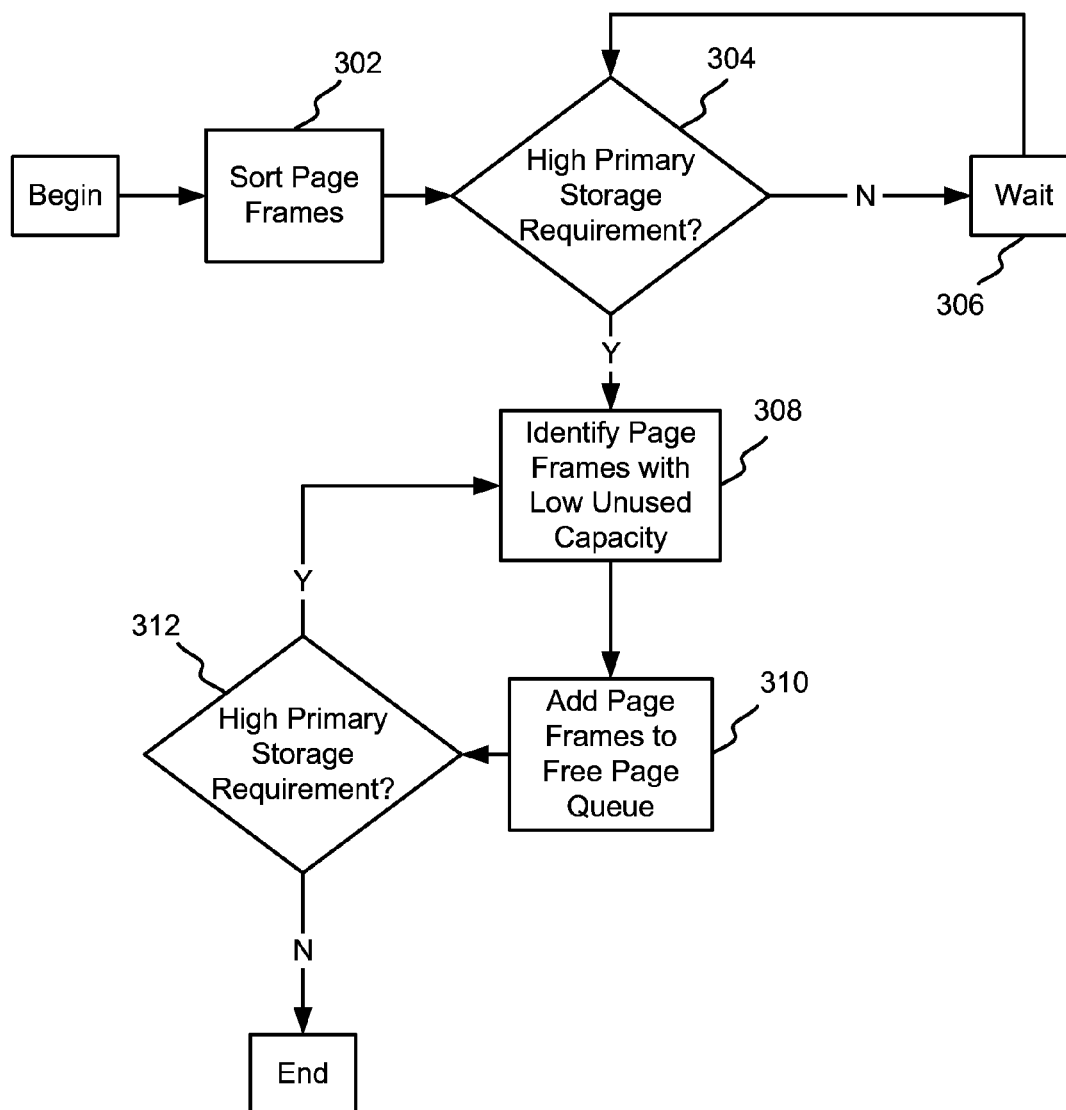 302
304
Begin
Sort Page
Frames
High Primary
Storage
Requirement?
N
Wait
306
Y
308
Identify Page
Frames with
Low Unused
Capacity
Y
312
310
High Primary
Storage
Requirement?
Add Page
Frames to
Free Page
Queue
N
End